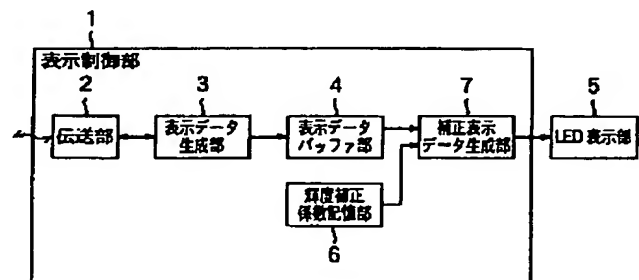 1
表示制御部
2
3
4
7
5
伝送部
表示データ
生成部
表示データ
バッファ部
補正表示
データ生成部
LED 表示部
輝度補正
係数記憶部
6